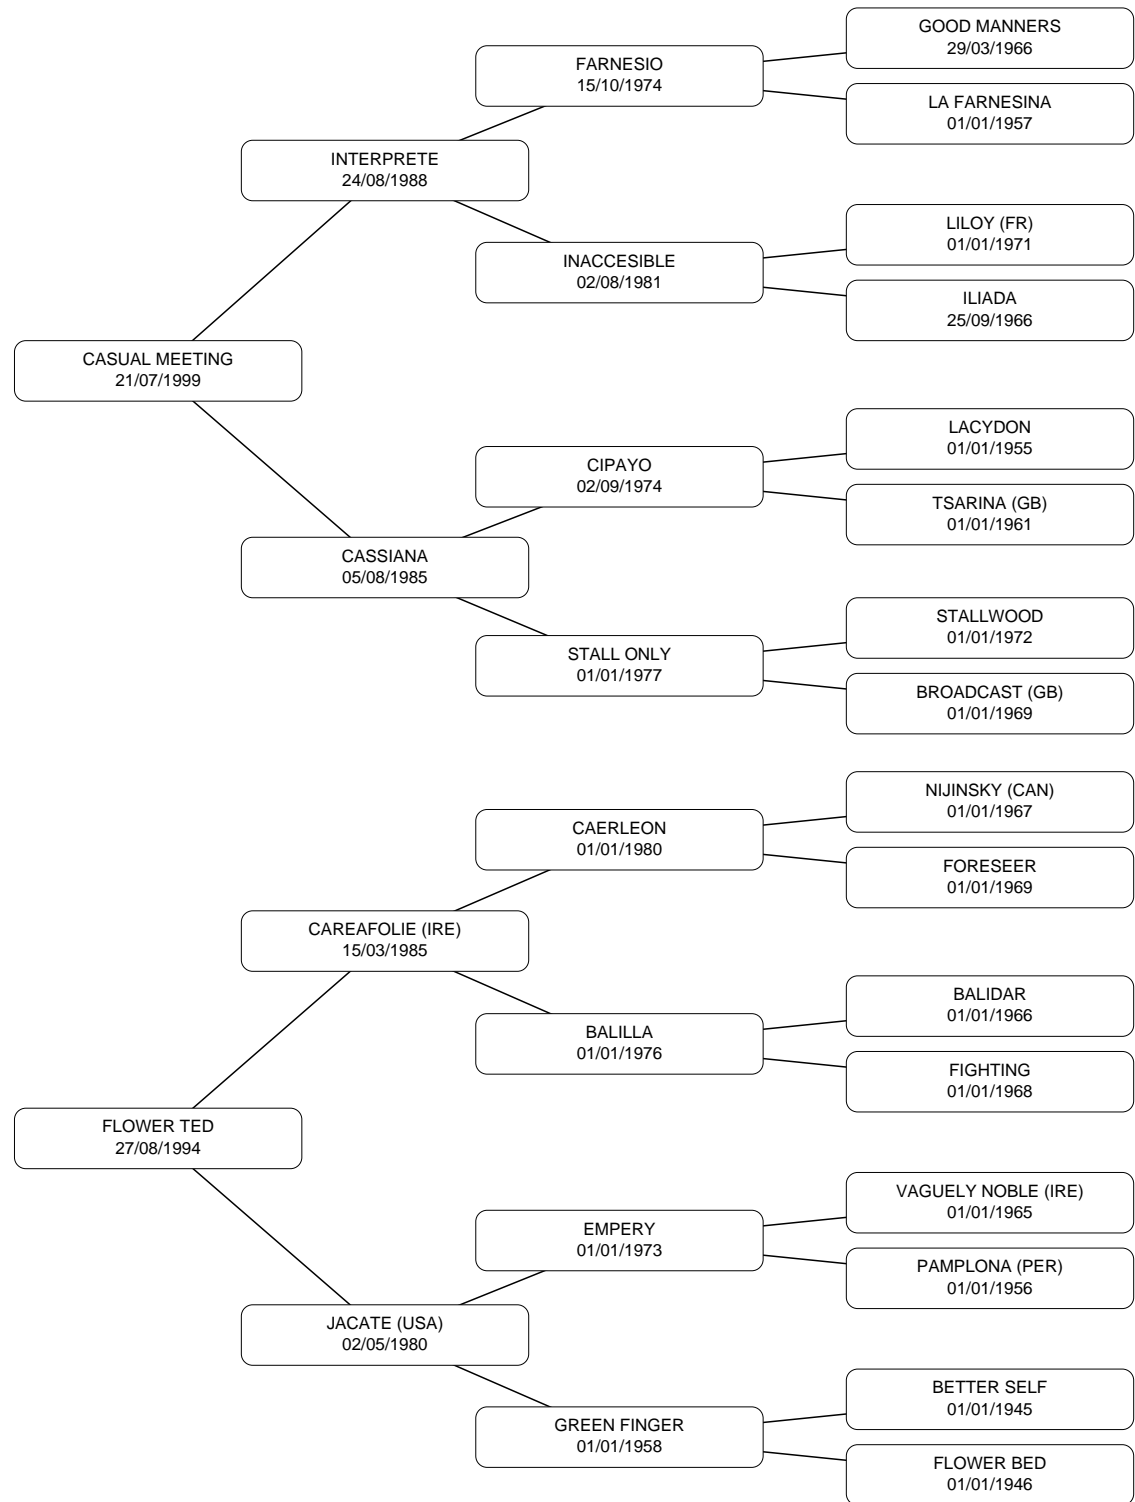 GOOD MANNERS
29/03/1966
FARNESIO
15/10/1974
LA FARNESINA
01/01/1957
INTERPRETE
24/08/1988
LILOY (FR)
01/01/1971
INACCESIBLE
02/08/1981
ILIADA
25/09/1966
CASUAL MEETING
21/07/1999
LACYDON
01/01/1955
CIPAYO
02/09/1974
TSARINA (GB)
01/01/1961
CASSIANA
05/08/1985
STALLWOOD
01/01/1972
STALL ONLY
01/01/1977
BROADCAST (GB)
01/01/1969
NIJINSKY (CAN)
01/01/1967
CAERLEON
01/01/1980
FORESEER
01/01/1969
CAREAFOLIE (IRE)
15/03/1985
BALIDAR
01/01/1966
BALILLA
01/01/1976
FIGHTING
01/01/1968
FLOWER TED
27/08/1994
VAGUELY NOBLE (IRE)
01/01/1965
EMPERY
01/01/1973
PAMPLONA (PER)
01/01/1956
JACATE (USA)
02/05/1980
BETTER SELF
01/01/1945
GREEN FINGER
01/01/1958
FLOWER BED
01/01/1946